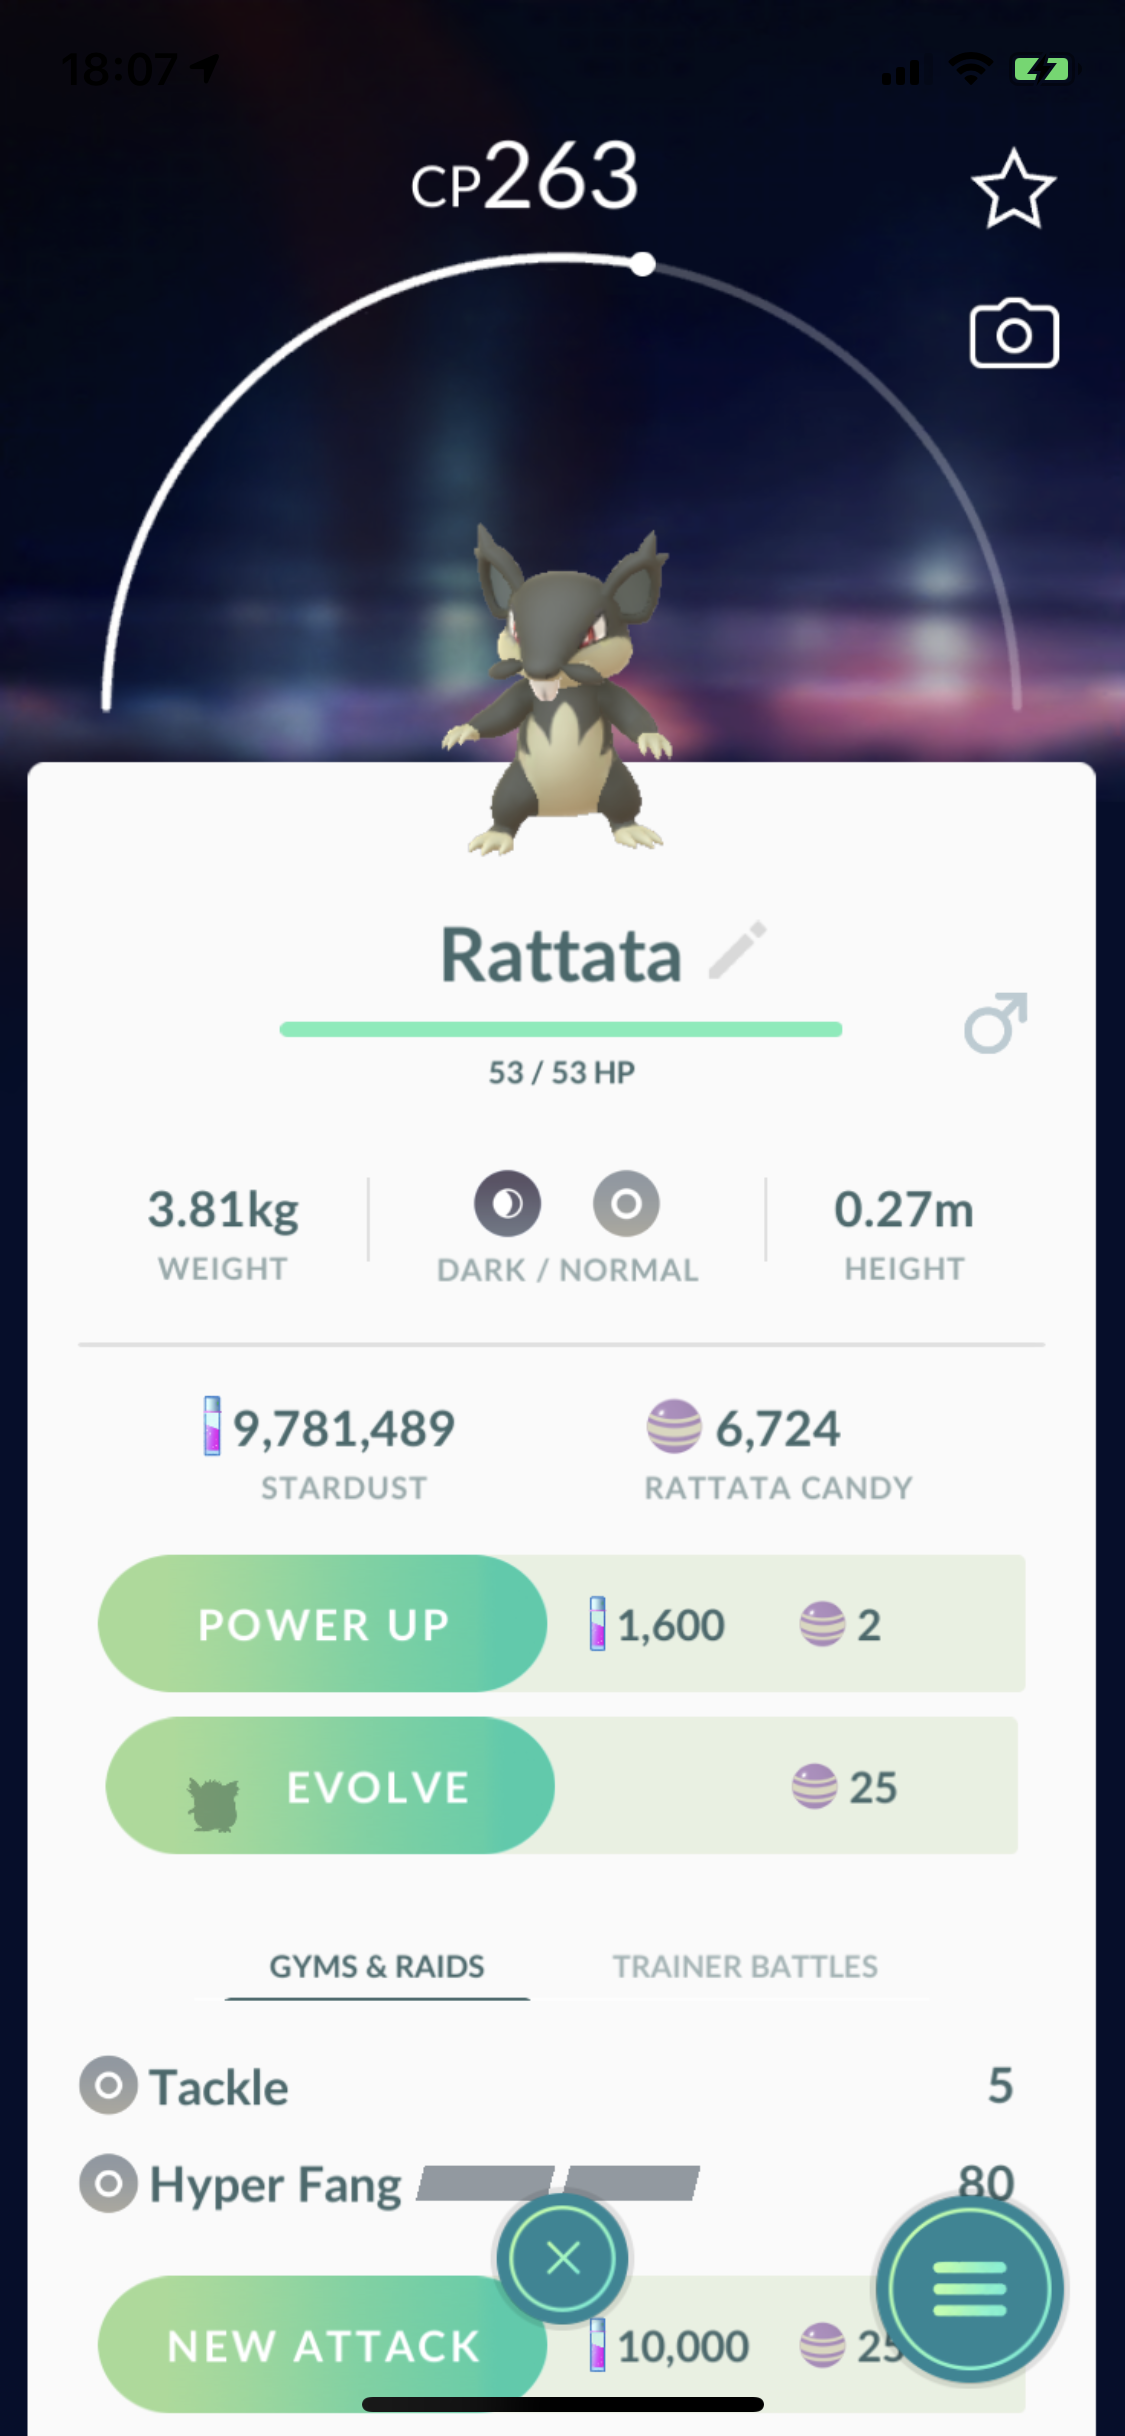 18:07
CP263
Rattata
53 / 53 HP
3.81kg
WEIGHT
DARK / NORMAL
0.27m
HEIGHT
9,781,489
STARDUST
6,724
RATTATA CANDY
POWER UP 1,600 2
EVOLVE 25
GYMS & RAIDS TRAINER BATTLES
Tackle 5
Hyper Fang 80
NEW ATTACK 10,000 25